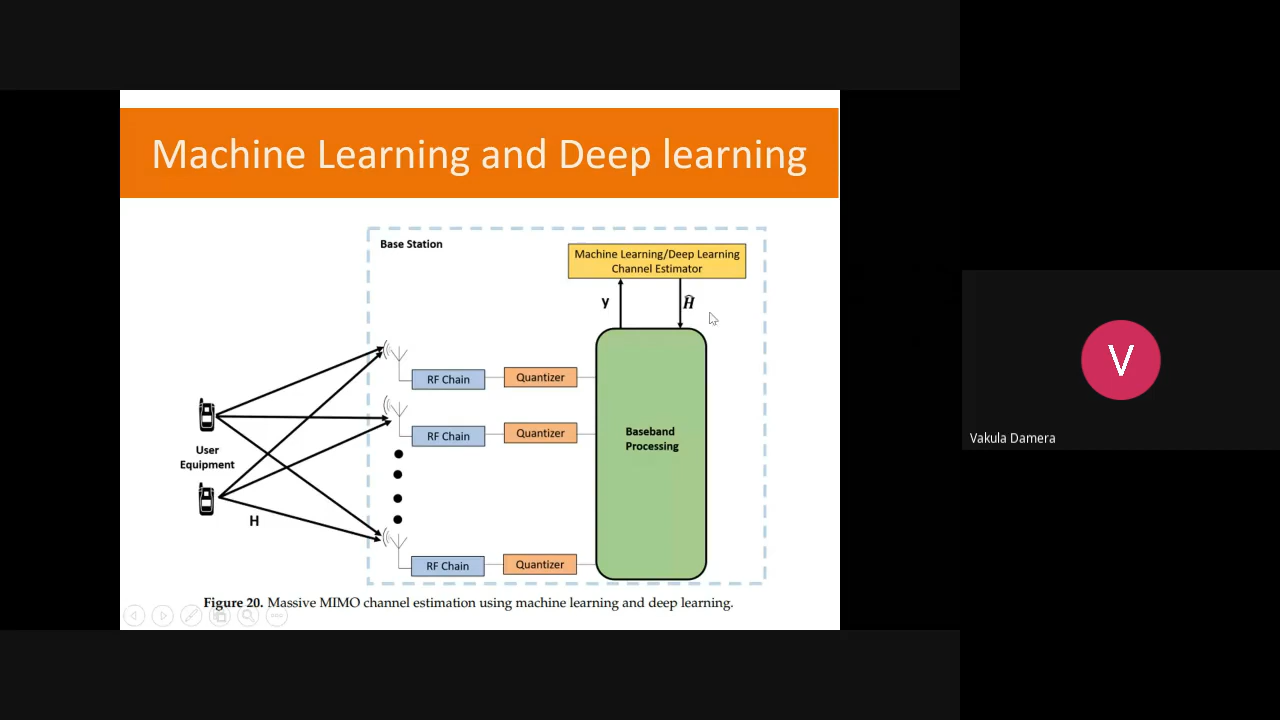 Machine Learning and Deep learning
Base Station
Machine Learning/Deep Learning
Channel Estimator
y
Ĥ
RF Chain
Quantizer
RF Chain
Quantizer
Baseband
Processing
User
Equipment
H
RF Chain
Quantizer
Figure 20. Massive MIMO channel estimation using machine learning and deep learning.
V
Vakula Damera